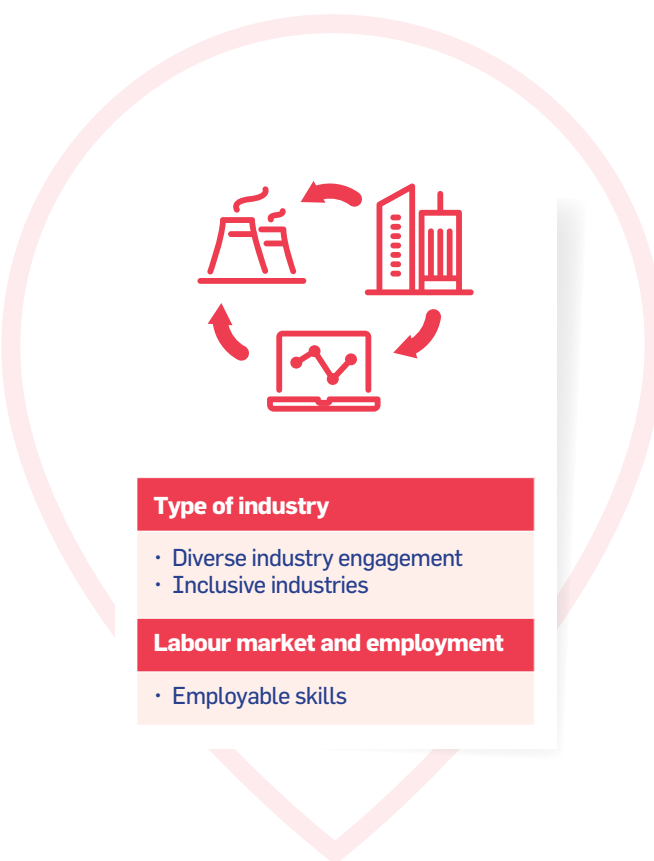 Type of industry
· Diverse industry engagement
· Inclusive industries
Labour market and employment
· Employable skills